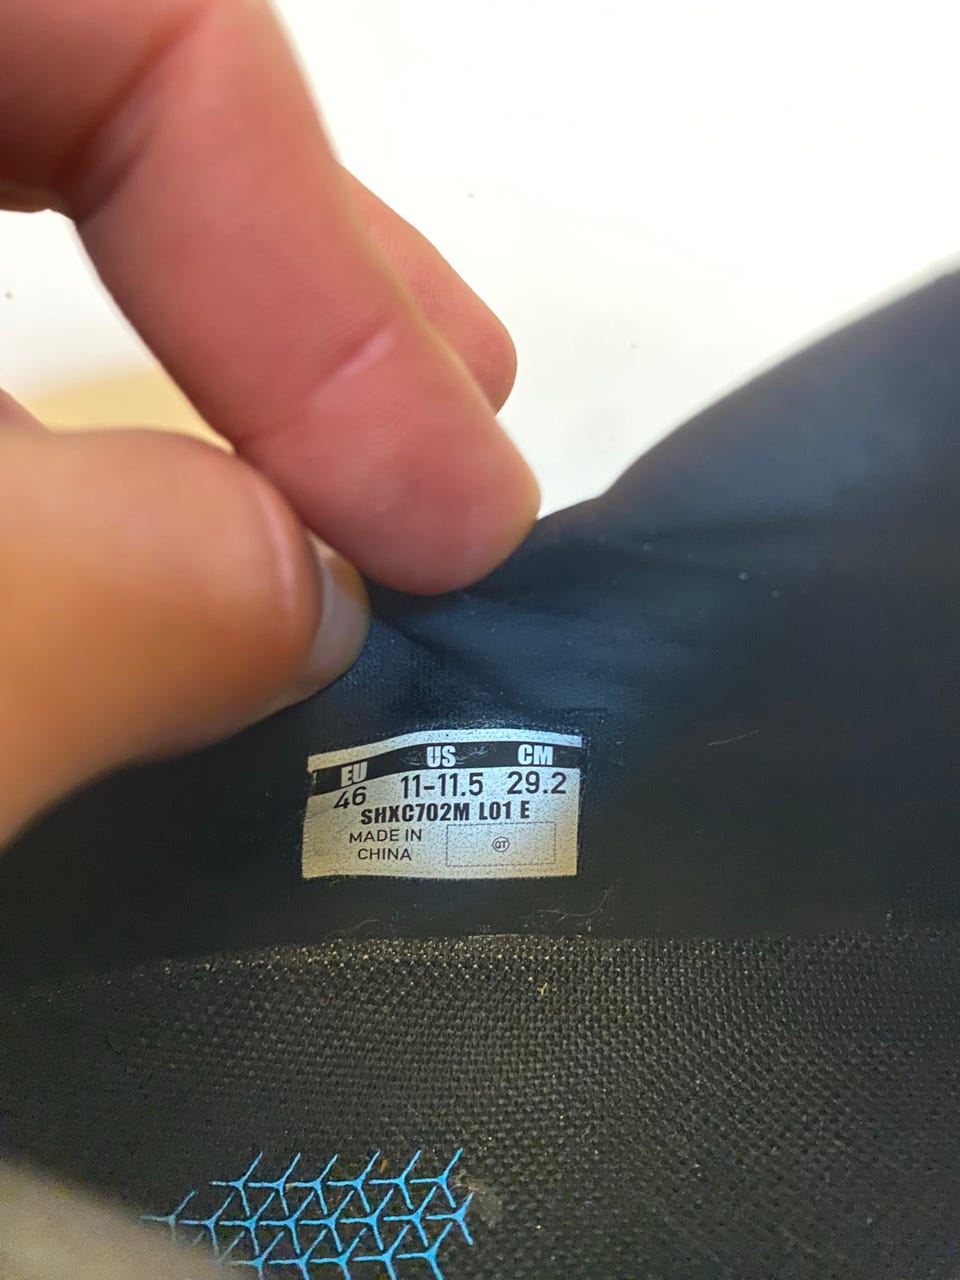 EU US CM
46 11-11.5 29.2
SHXC702M L01 E
MADE IN
CHINA
QT